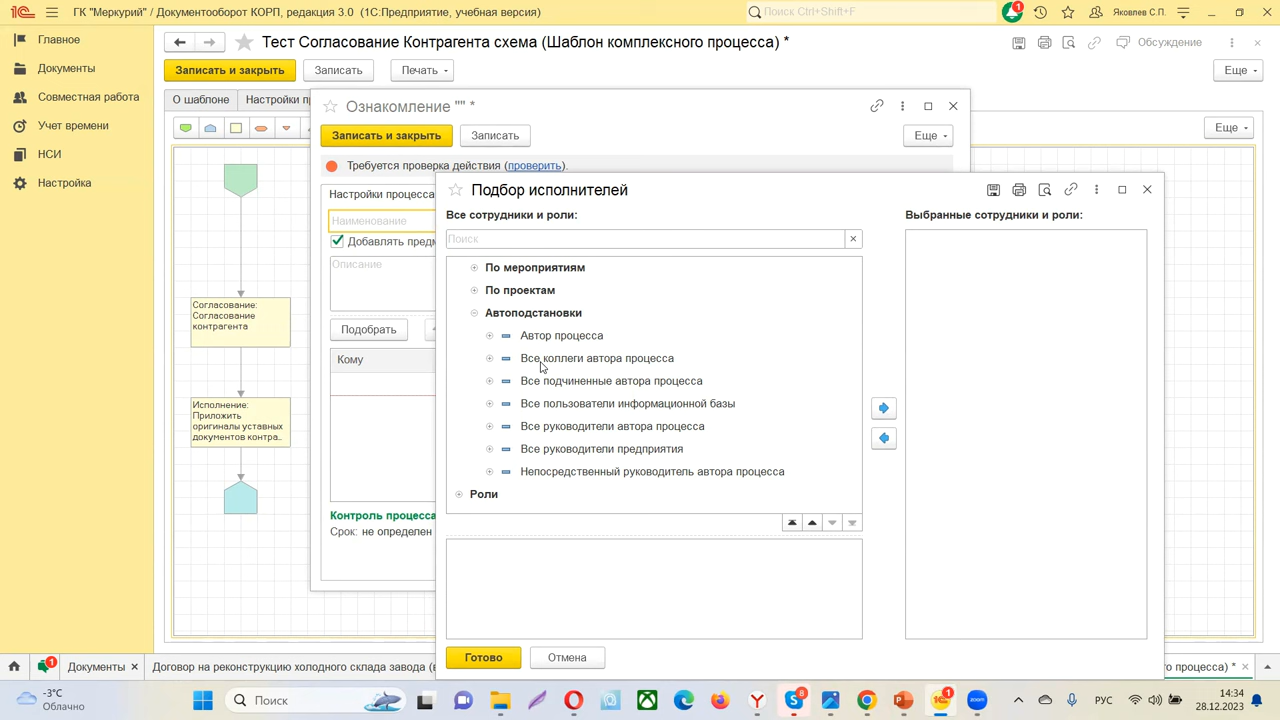 ГК "Меркурий" / Документооборот КОРП, редакция 3.0 (1С:Предприятие, учебная версия)
Поиск Ctrl+Shift+F
1
Яковлев С.П.
Главное
Документы
Совместная работа
Учет времени
НСИ
Настройка
Тест Согласование Контрагента схема (Шаблон комплексного процесса) *
Обсуждение
Записать и закрыть
Записать
Печать
Еще
О шаблоне
Настройки п
Еще
Ознакомление "" *
Записать и закрыть
Записать
Еще
Требуется проверка действия (проверить).
Настройки процесса
Наименование
Добавлять предм
Описание
Подобрать
Кому
Контроль процесса
Срок: не определен
Согласование:
Согласование
контрагента
Исполнение:
Приложить
оригиналы уставных
документов контра..
Подбор исполнителей
Все сотрудники и роли:
Поиск
Выбранные сотрудники и роли:
По мероприятиям
По проектам
Автоподстановки
Автор процесса
Все коллеги автора процесса
Все подчиненные автора процесса
Все пользователи информационной базы
Все руководители автора процесса
Все руководители предприятия
Непосредственный руководитель автора процесса
Роли
Готово
Отмена
1
Документы
Договор на реконструкцию холодного склада завода (в
о процесса) *
-3°C
Облачно
Поиск
8
1
РУС
14:34
28.12.2023